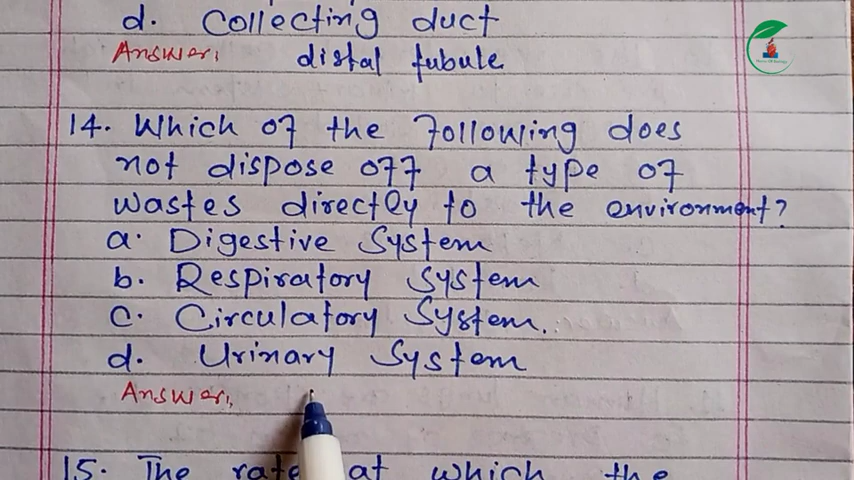 d. Collecting duct
Answer, distal tubule
14. Which of the following does
not dispose off a type of
wastes directly to the environment?
a. Digestive System
b. Respiratory System
c. Circulatory System.
d. Urinary System
Answer,
15. The rate at which the